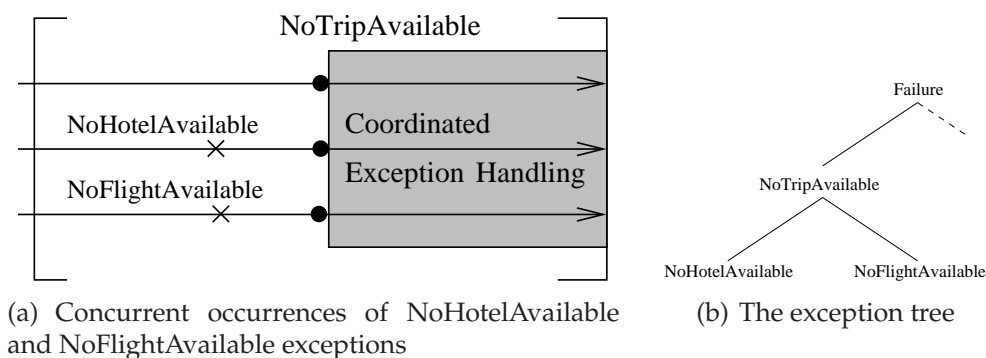 NoTripAvailable
NoHotelAvailable
Coordinated
NoFlightAvailable
Exception Handling
(a) Concurrent occurrences of NoHotelAvailable
and NoFlightAvailable exceptions
Failure
NoTripAvailable
NoHotelAvailable
NoFlightAvailable
(b) The exception tree